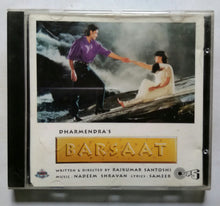 DHARMENDRA'S
BARSAAT
WRITTEN & DIRECTED BY RAJKUMAR SANTOSHI
MUSIC NADEEM SHRAVAN LYRICS SAMEER